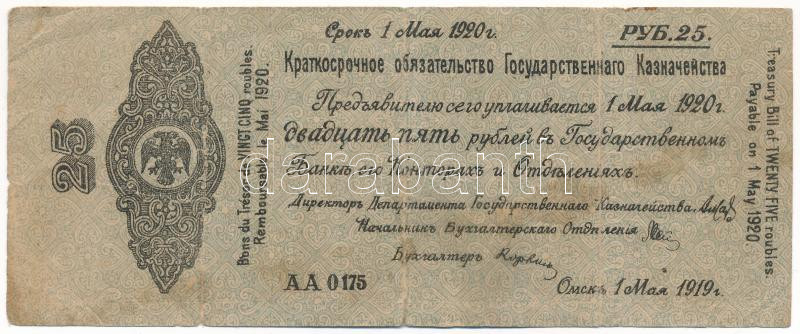 Срокъ 1 Мая 1920 г.
РУБ. 25.
Краткосрочное обязательство Государственнаго Казначейства
Предъявителю сего уплачивается 1 Мая 1920 г.
двадцать пять рублей въ Государственномъ
Банкѣ, его Конторахъ и Отдѣленіяхъ.
Директоръ Департамента Государственнаго Казначейства
Начальникъ Бухгалтерскаго Отдѣленія
Бухгалтеръ
АА 0175
Омскъ 1 Мая 1919 г.
25
Bons du Trésor de VINGT CINQ roubles.
Remboursable le Mai 1920.
Treasury Bill of TWENTY FIVE roubles.
Payable on 1 May 1920
darabanth